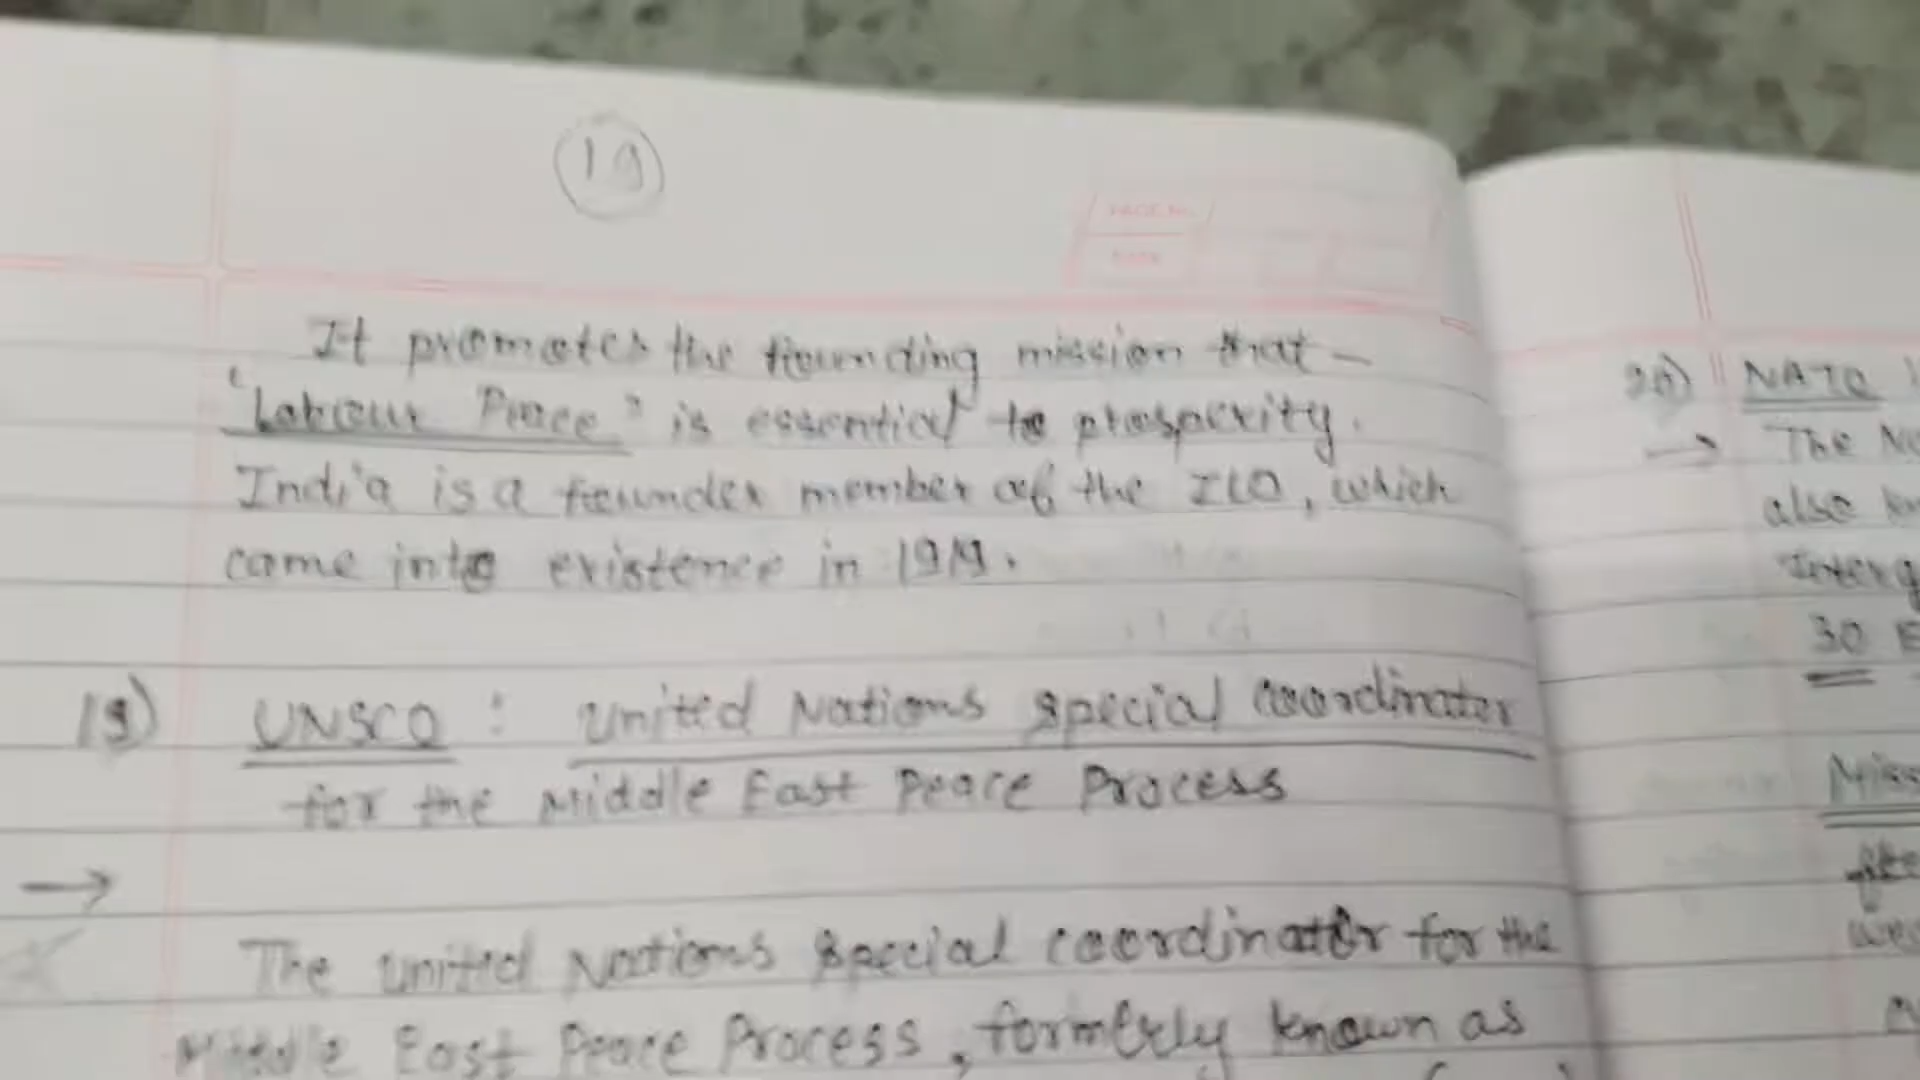 19
PAGE No.
DATE
It promotes the founding mission that -
"Labour Peace" is essential to prosperity.
India is a founder member of the ILO, which
came into existence in 1919.
19) UNSCO : United Nations Special Coordinator
for the Middle East Peace Process
→
The United Nations Special Coordinator for the
Middle East Peace Process, formerly known as
20) NATO
→ The
also
30